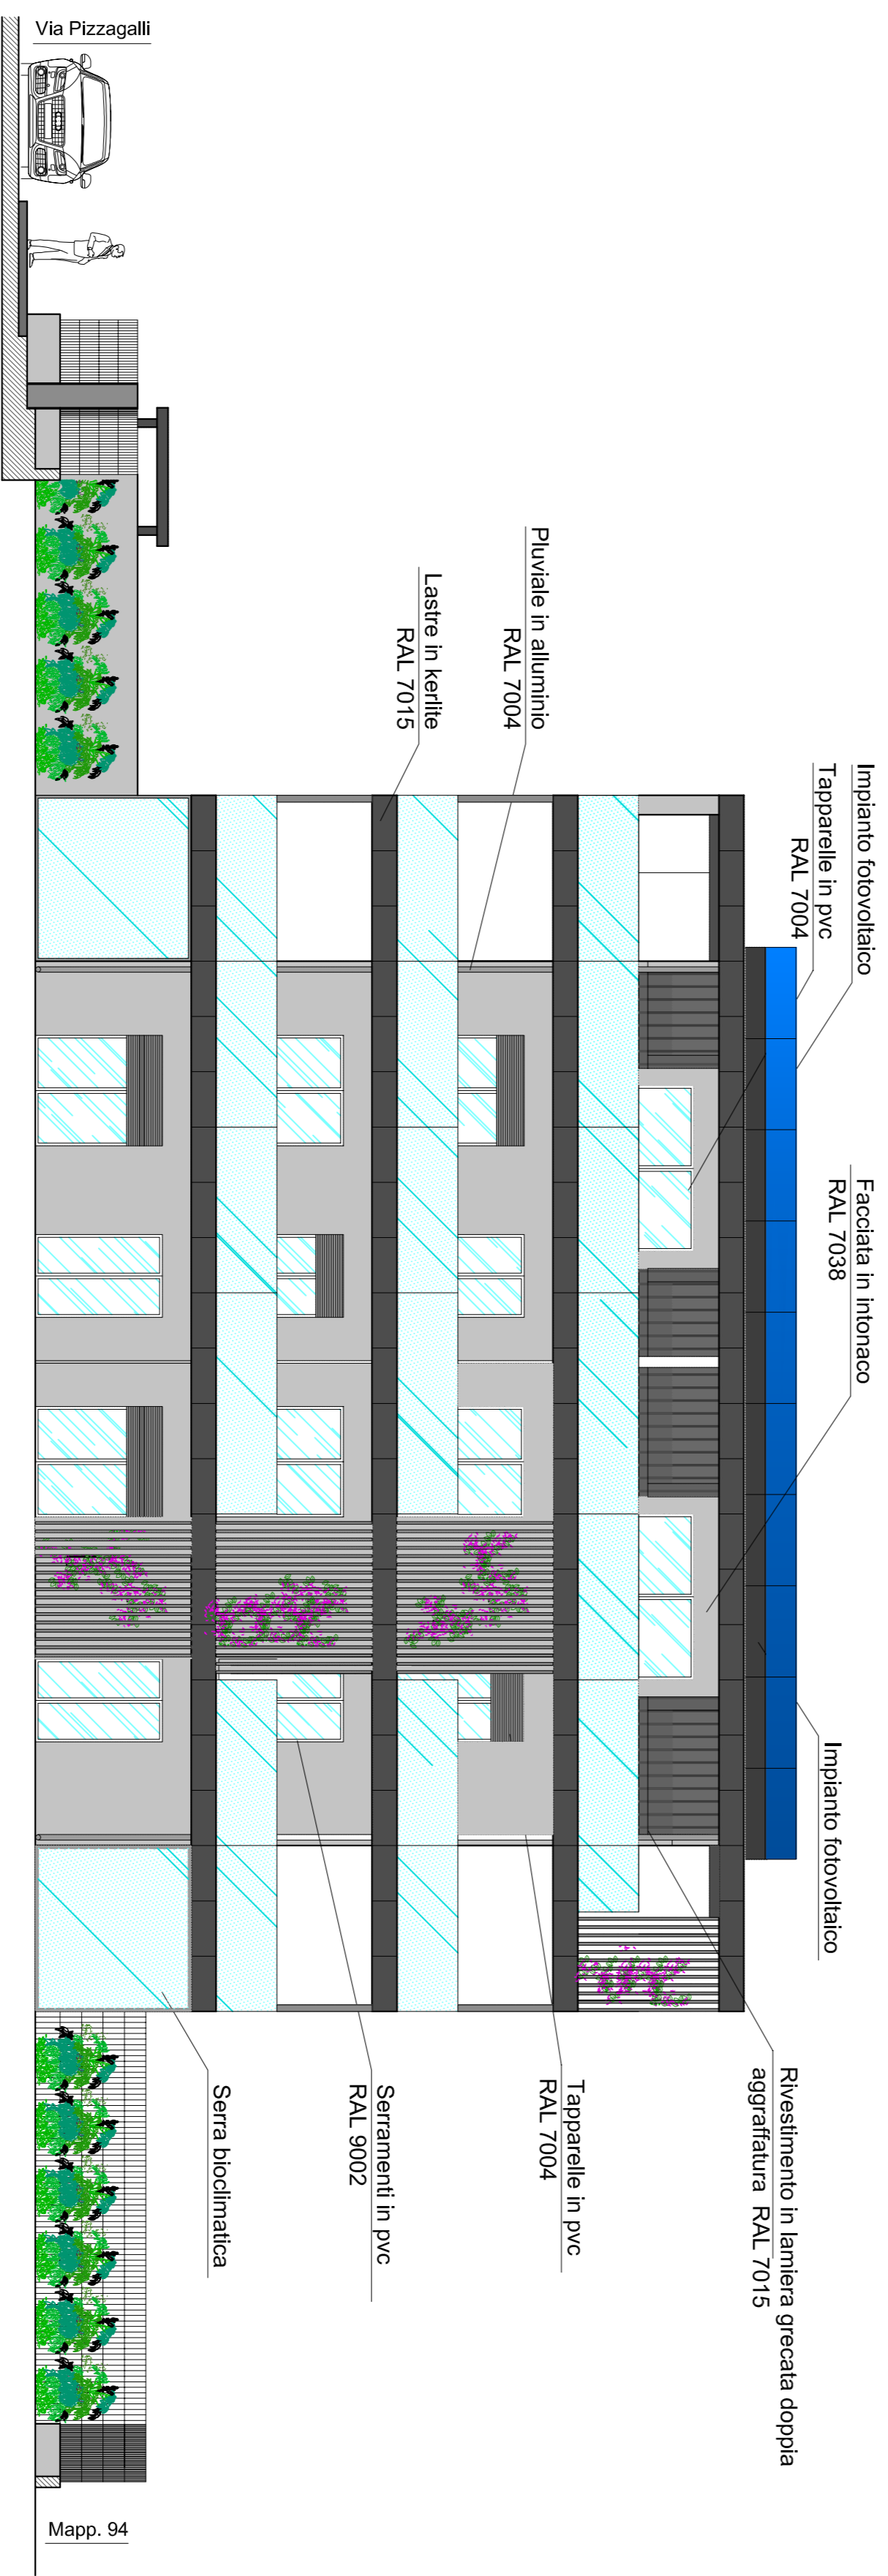 Via Pizzagalli
Impianto fotovoltaico
Tapparelle in pvc
RAL 7004
Pluviale in alluminio
RAL 7004
Lastre in kerlite
RAL 7015
Facciata in intonaco
RAL 7038
Impianto fotovoltaico
Rivestimento in lamiera grecata doppia
aggraffatura RAL 7015
Tapparelle in pvc
RAL 7004
Serramenti in pvc
RAL 9002
Serra bioclimatica
Mapp. 94